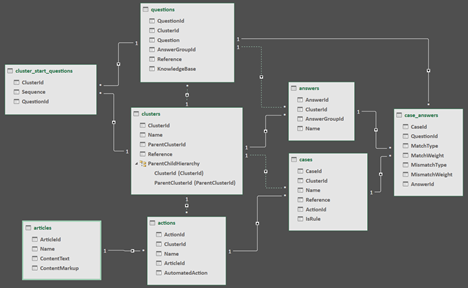 questions
QuestionId
ClusterId
Question
AnswerGroupId
Reference
KnowledgeBase
cluster_start_questions
ClusterId
Sequence
QuestionId
clusters
ClusterId
Name
ParentClusterId
Reference
ParentChildHierarchy
ClusterId (ClusterId)
ParentClusterId (ParentClusterId)
answers
AnswerId
ClusterId
AnswerGroupId
Name
case_answers
CaseId
QuestionId
MatchType
MatchWeight
MismatchType
MismatchWeight
AnswerId
cases
CaseId
ClusterId
Name
Reference
ActionId
IsRule
articles
ArticleId
Name
ContentText
ContentMarkup
actions
ActionId
ClusterId
Name
ArticleId
AutomatedAction
1
1
1
1
1
1
1
1
1
1
1
1
1